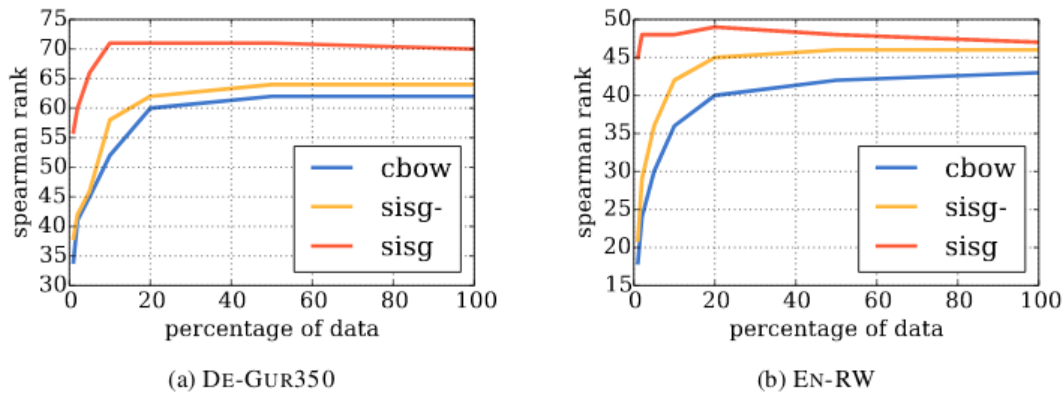 75
70
65
60
55
50
45
40
35
30
spearman rank
0 20 40 60 80 100
percentage of data
cbow
sisg-
sisg
(a) DE-GUR350
50
45
40
35
30
25
20
15
spearman rank
0 20 40 60 80 100
percentage of data
cbow
sisg-
sisg
(b) EN-RW